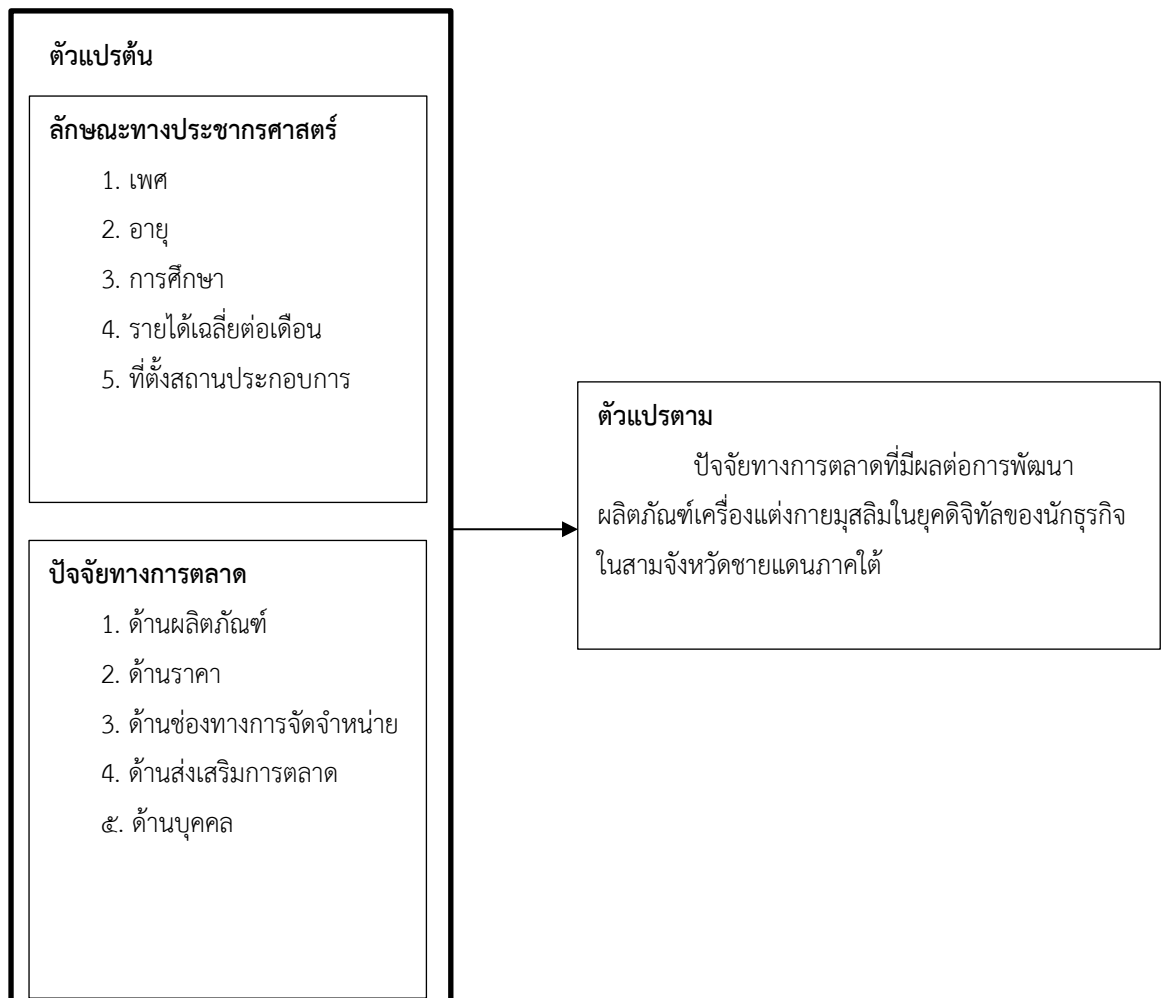 ตัวแปรต้น
ลักษณะทางประชากรศาสตร์
1. เพศ
2. อายุ
3. การศึกษา
4. รายได้เฉลี่ยต่อเดือน
5. ที่ตั้งสถานประกอบการ
ปัจจัยทางการตลาด
1. ด้านผลิตภัณฑ์
2. ด้านราคา
3. ด้านช่องทางการจัดจำหน่าย
4. ด้านส่งเสริมการตลาด
๕. ด้านบุคคล
ตัวแปรตาม
ปัจจัยทางการตลาดที่มีผลต่อการพัฒนา
ผลิตภัณฑ์เครื่องแต่งกายมุสลิมในยุคดิจิทัลของนักธุรกิจ
ในสามจังหวัดชายแดนภาคใต้